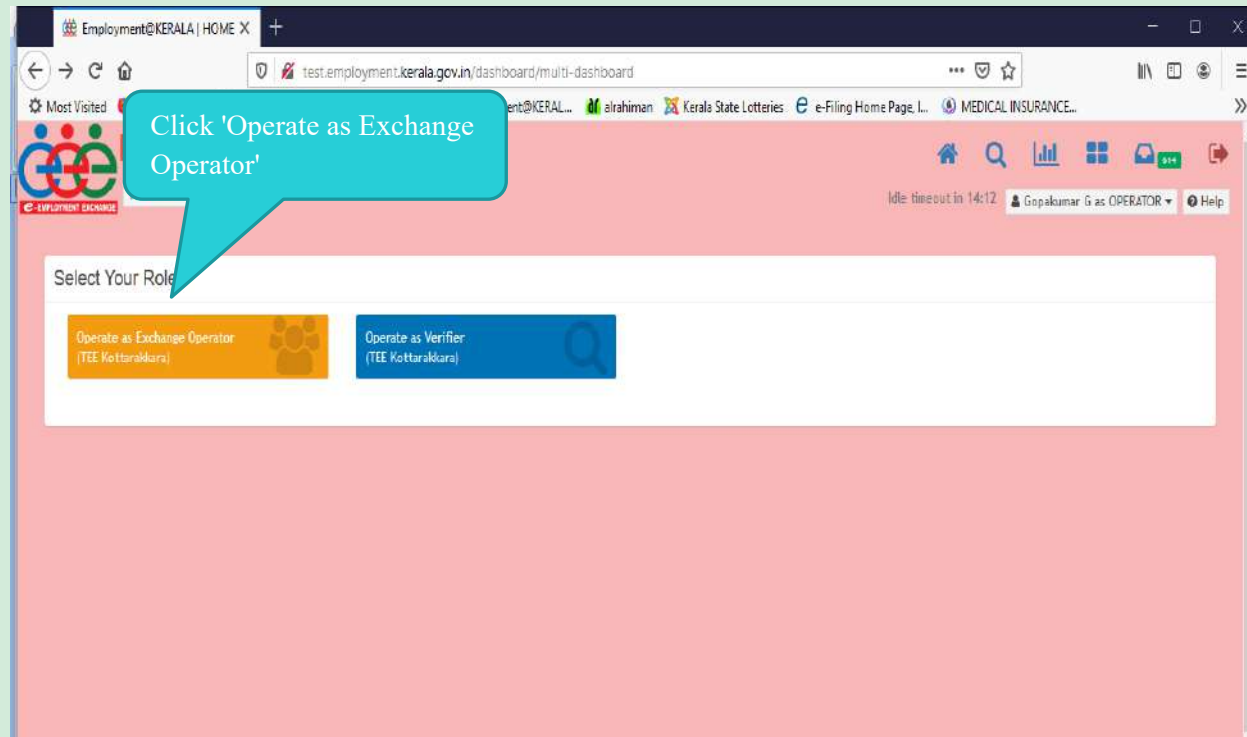 Employment@KERALA | HOME
test.employment.kerala.gov.in/dashboard/multi-dashboard
Most Visited
ent@KERAL...
alrahiman
Kerala State Lotteries
e-Filing Home Page, I...
MEDICAL INSURANCE...
Click 'Operate as Exchange
Operator'
e-EMPLOYMENT EXCHANGE
Idle timeout in 14:12
Gopakumar G as OPERATOR
Help
Select Your Role
Operate as Exchange Operator
(TEE Kottarakkara)
Operate as Verifier
(TEE Kottarakkara)